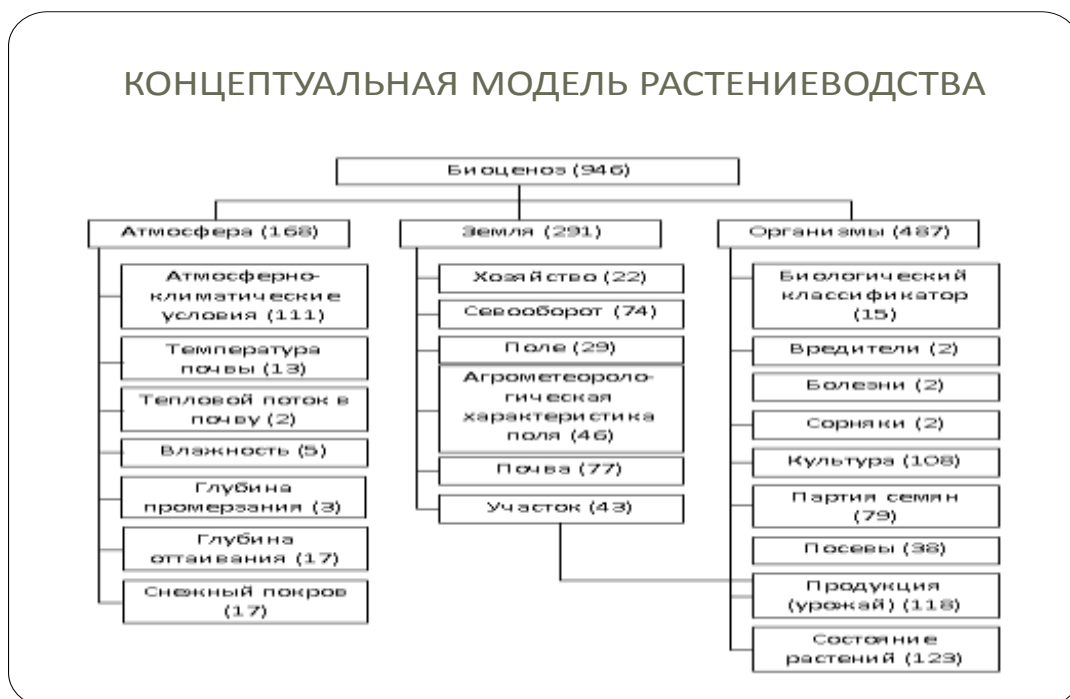 КОНЦЕПТУАЛЬНАЯ МОДЕЛЬ РАСТЕНИЕВОДСТВА
Биоценоз (946)
Атмосфера (168)
Атмосферно-
климатические
условия (111)
Температура
почвы (13)
Тепловой поток в
почву (2)
Влажность (5)
Глубина
промерзания (3)
Глубина
оттаивания (17)
Снежный покров
(17)
Земля (291)
Хозяйство (22)
Севооборот (74)
Поле (29)
Агрометеороло-
гическая
характеристика
поля (46)
Почва (77)
Участок (43)
Организмы (487)
Биологический
классификатор
(15)
Вредители (2)
Болезни (2)
Сорняки (2)
Культура (108)
Партия семян
(79)
Посевы (38)
Продукция
(урожай) (118)
Состояние
растений (123)